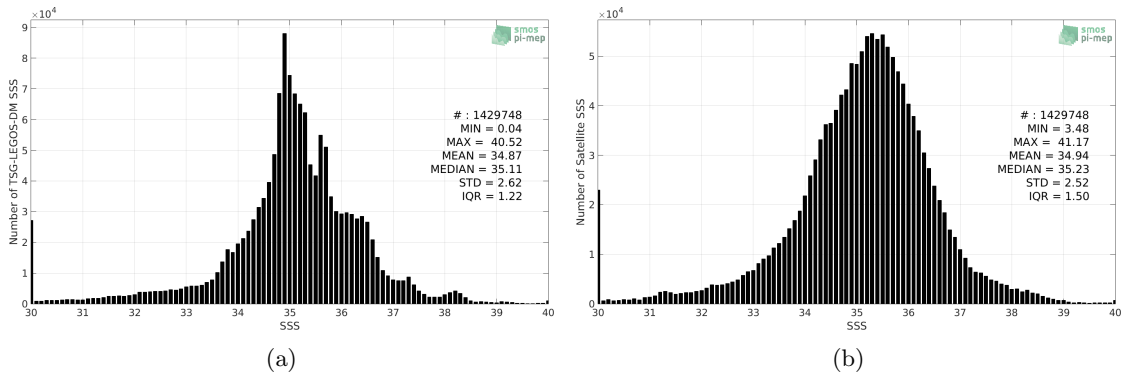 ×10⁴
9
8
7
6
5
4
3
2
1
0
Number of TSG-LEGOS-DM SSS
smos
pi-mep
# : 1429748
MIN = 0.04
MAX = 40.52
MEAN = 34.87
MEDIAN = 35.11
STD = 2.62
IQR = 1.22
30 31 32 33 34 35 36 37 38 39 40
SSS
(a)
×10⁴
5
4
3
2
1
0
Number of Satellite SSS
smos
pi-mep
# : 1429748
MIN = 3.48
MAX = 41.17
MEAN = 34.94
MEDIAN = 35.23
STD = 2.52
IQR = 1.50
30 31 32 33 34 35 36 37 38 39 40
SSS
(b)